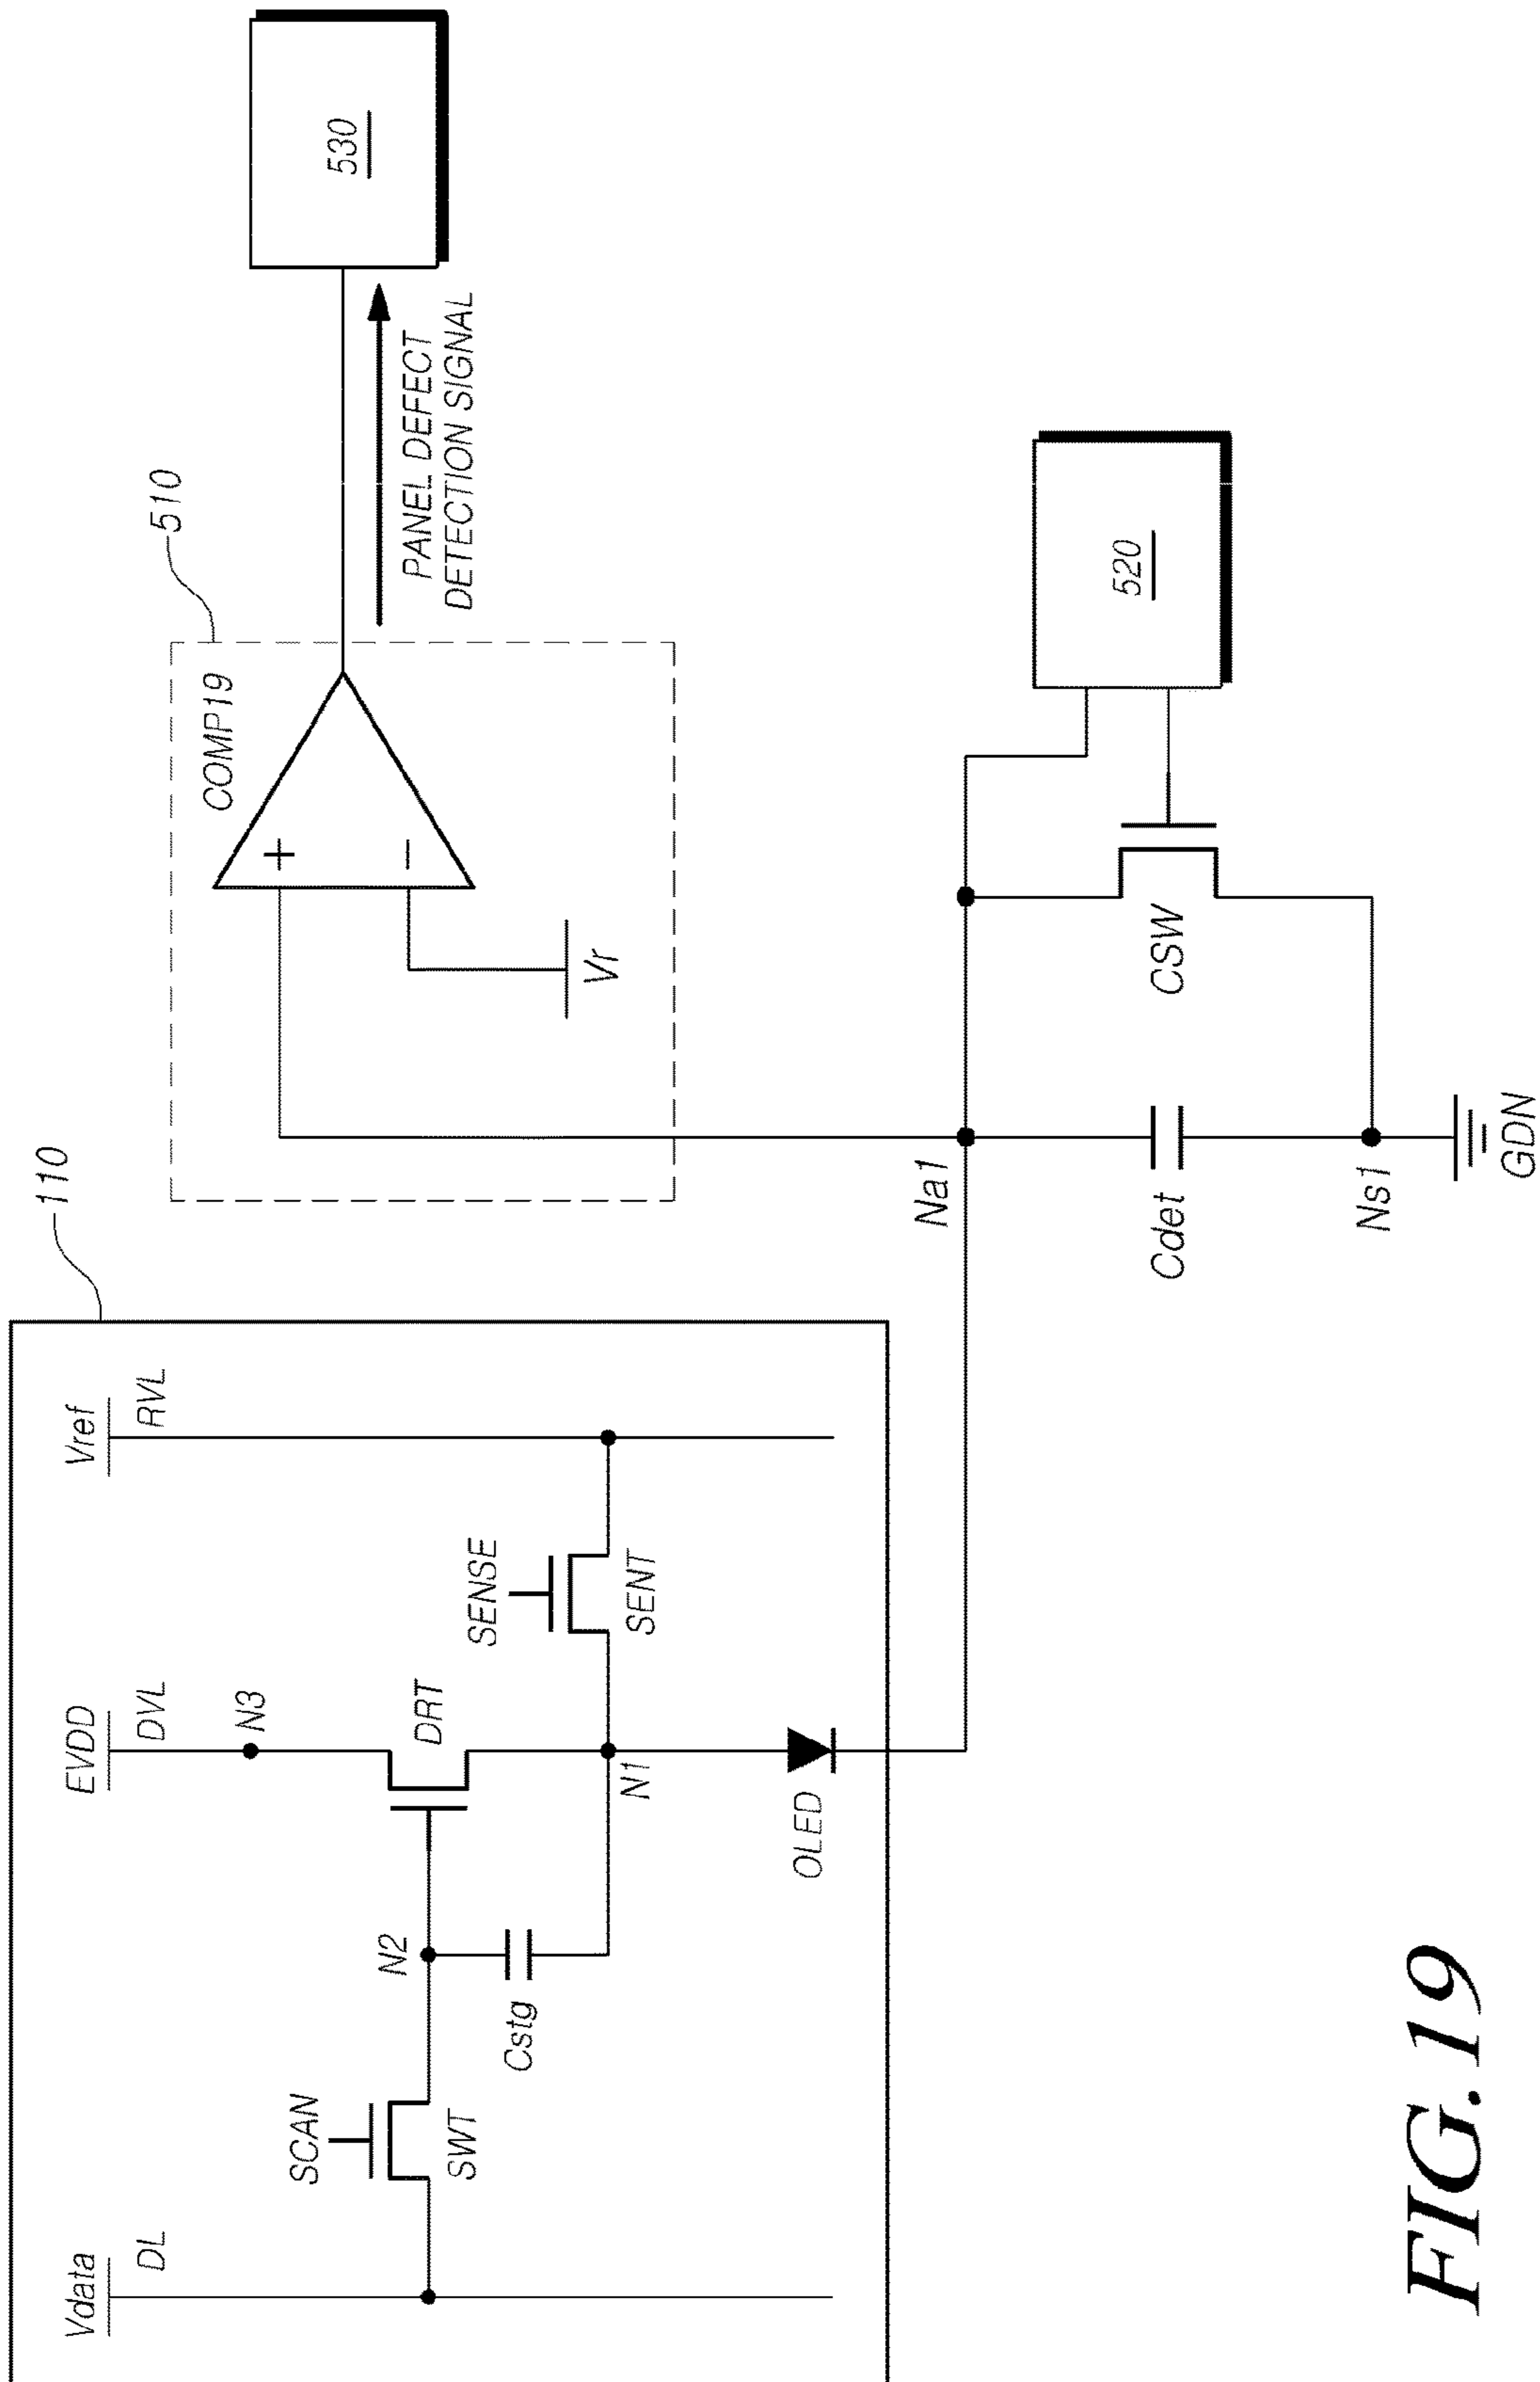 110
Vdata
DL
EVDD
DVL
Vref
RVL
N3
SCAN
SWT
N2
DRT
SENSE
SENT
Cstg
N1
OLED
510
COMP19
+
−
Vr
530
PANEL DEFECT
DETECTION SIGNAL
Na1
520
Cdet
CSW
Ns1
GDN
FIG. 19